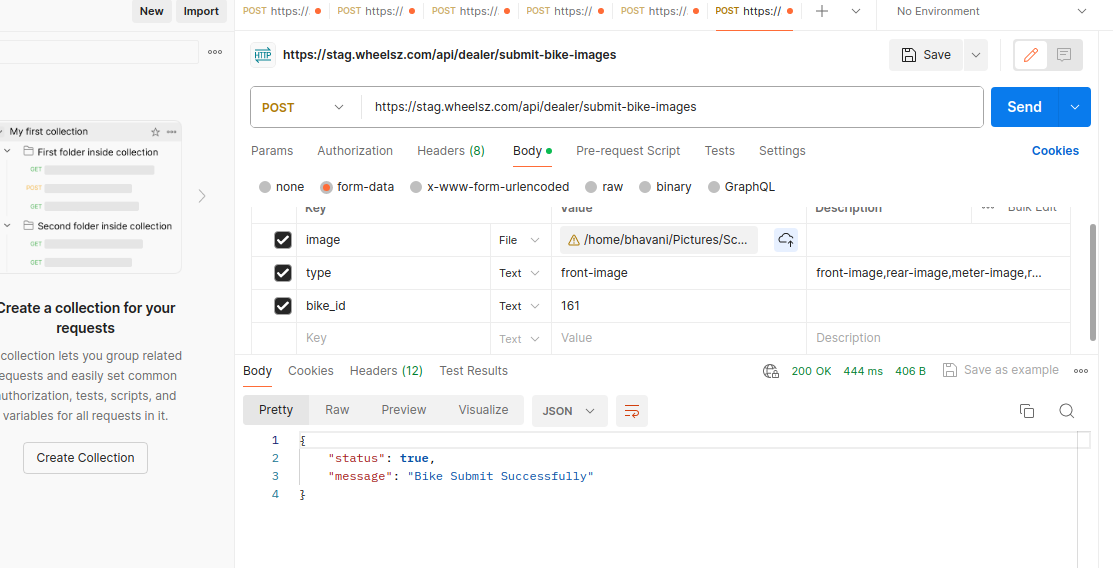 New Import
POST https:// POST https:// POST https:// POST https:// POST https:// POST https:// No Environment
HTTP https://stag.wheelsz.com/api/dealer/submit-bike-images Save
POST https://stag.wheelsz.com/api/dealer/submit-bike-images Send
Params Authorization Headers (8) Body Pre-request Script Tests Settings Cookies
none form-data x-www-form-urlencoded raw binary GraphQL
Key Value Description Bulk Edit
image File /home/bhavani/Pictures/Sc...
type Text front-image front-image,rear-image,meter-image,r...
bike_id Text 161
Key Text Value Description
My first collection
First folder inside collection
GET
POST
GET
Second folder inside collection
GET
GET
Create a collection for your
requests
collection lets you group related
equests and easily set common
uthorization, tests, scripts, and
variables for all requests in it.
Create Collection
Body Cookies Headers (12) Test Results 200 OK 444 ms 406 B Save as example
Pretty Raw Preview Visualize JSON
1 {
2 "status": true,
3 "message": "Bike Submit Successfully"
4 }